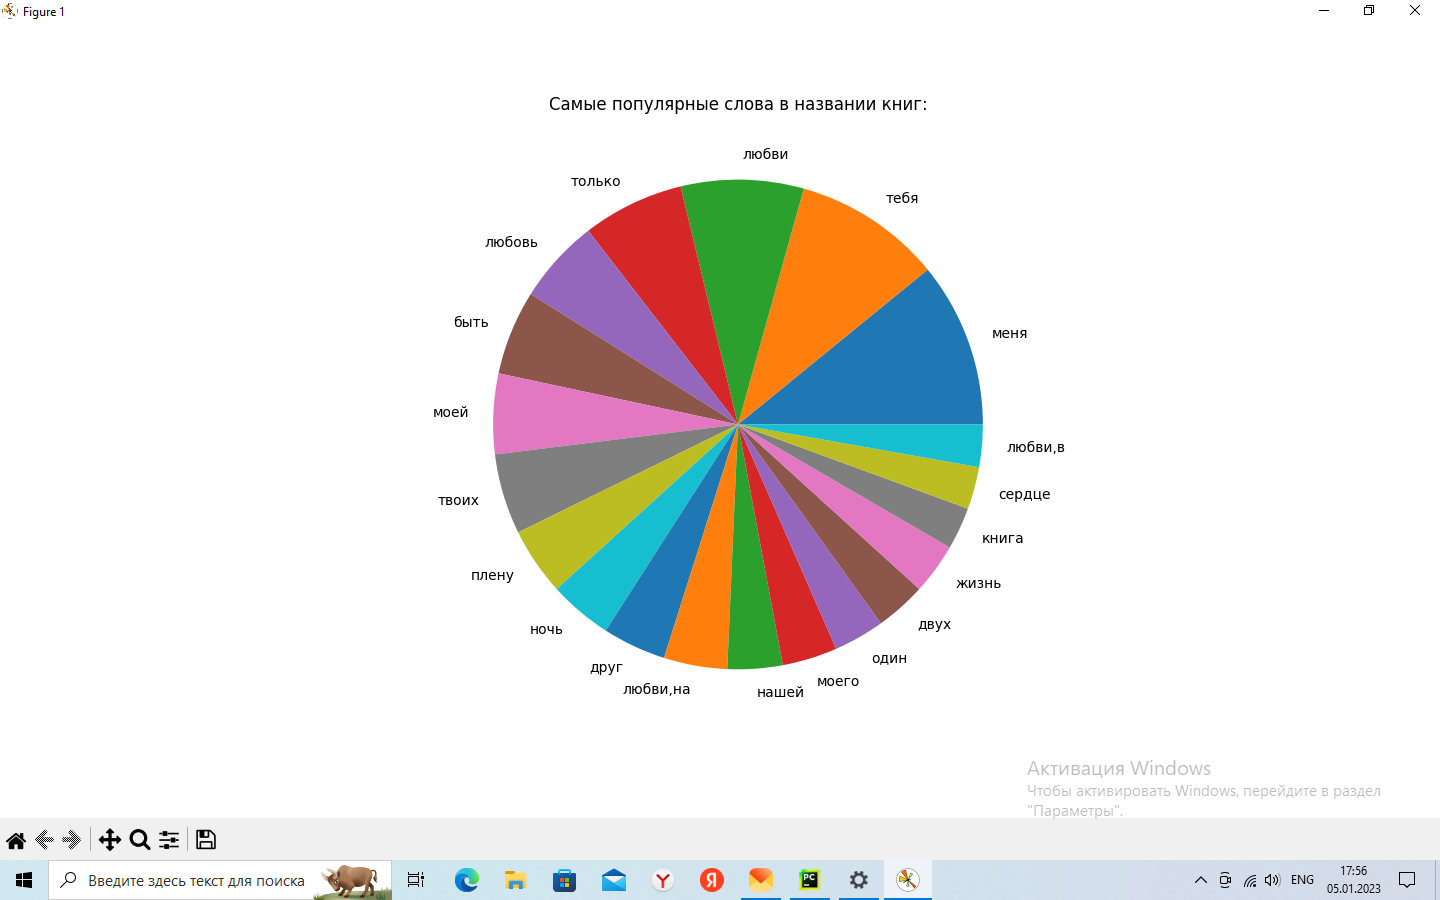 Figure 1
Самые популярные слова в названии книг:
любви
только
тебя
любовь
быть
меня
моей
любви,в
твоих
сердце
книга
плену
жизнь
ночь
двух
друг
один
любви,на
моего
нашей
Активация Windows
Чтобы активировать Windows, перейдите в раздел
"Параметры".
Введите здесь текст для поиска
Y
Я
PC
ENG
17:56
05.01.2023